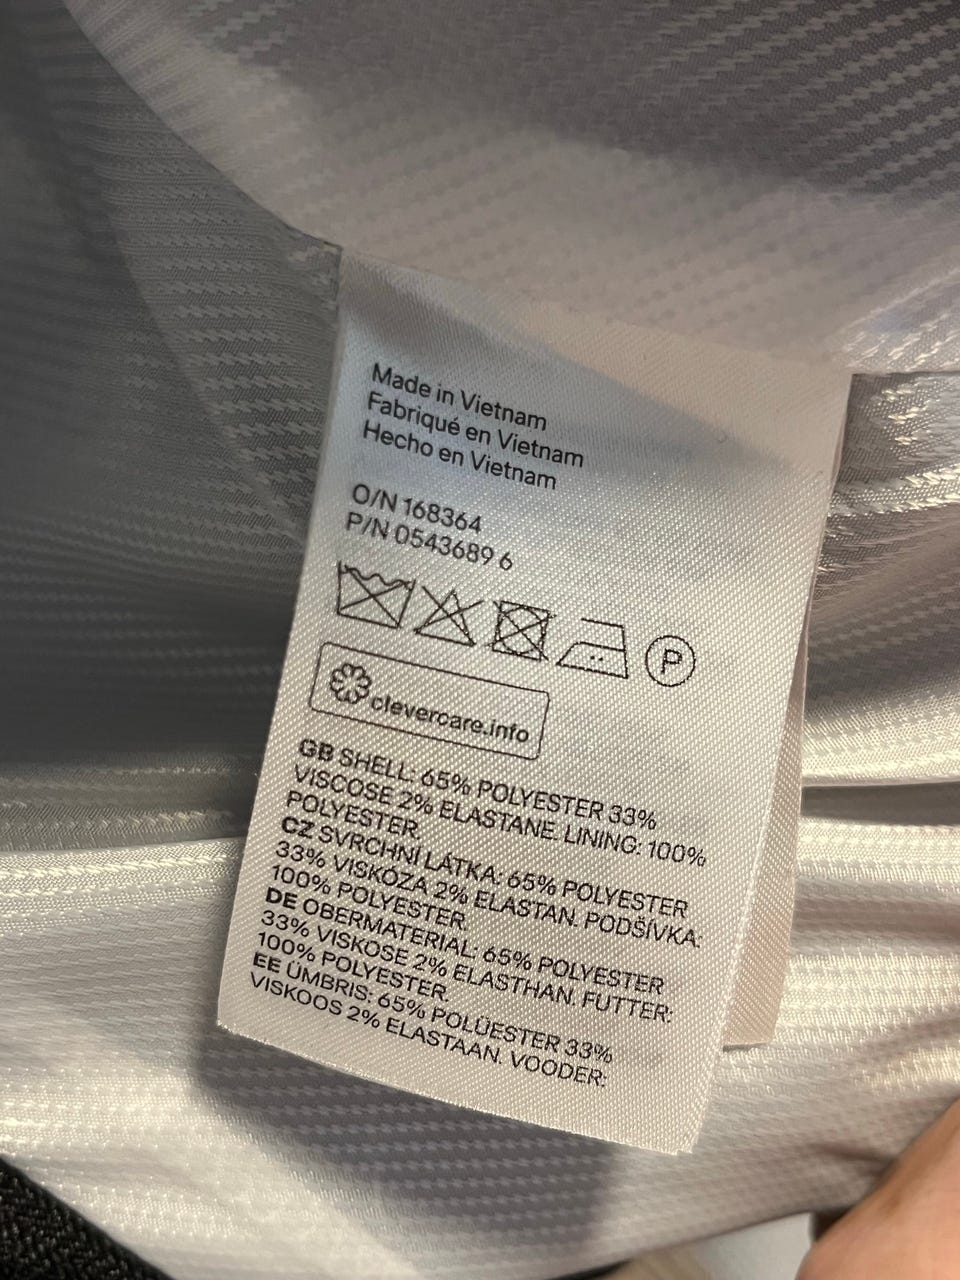 Made in Vietnam
Fabriqué en Vietnam
Hecho en Vietnam
O/N 168364
P/N 0543689 6
P
clevercare.info
GB SHELL: 65% POLYESTER 33%
VISCOSE 2% ELASTANE. LINING: 100%
POLYESTER.
CZ SVRCHNÍ LÁTKA: 65% POLYESTER
33% VISKÓZA 2% ELASTAN. PODŠÍVKA:
100% POLYESTER.
DE OBERMATERIAL: 65% POLYESTER
33% VISKOSE 2% ELASTHAN. FUTTER:
100% POLYESTER.
EE ÜMBRIS: 65% POLÜESTER 33%
VISKOOS 2% ELASTAAN. VOODER: